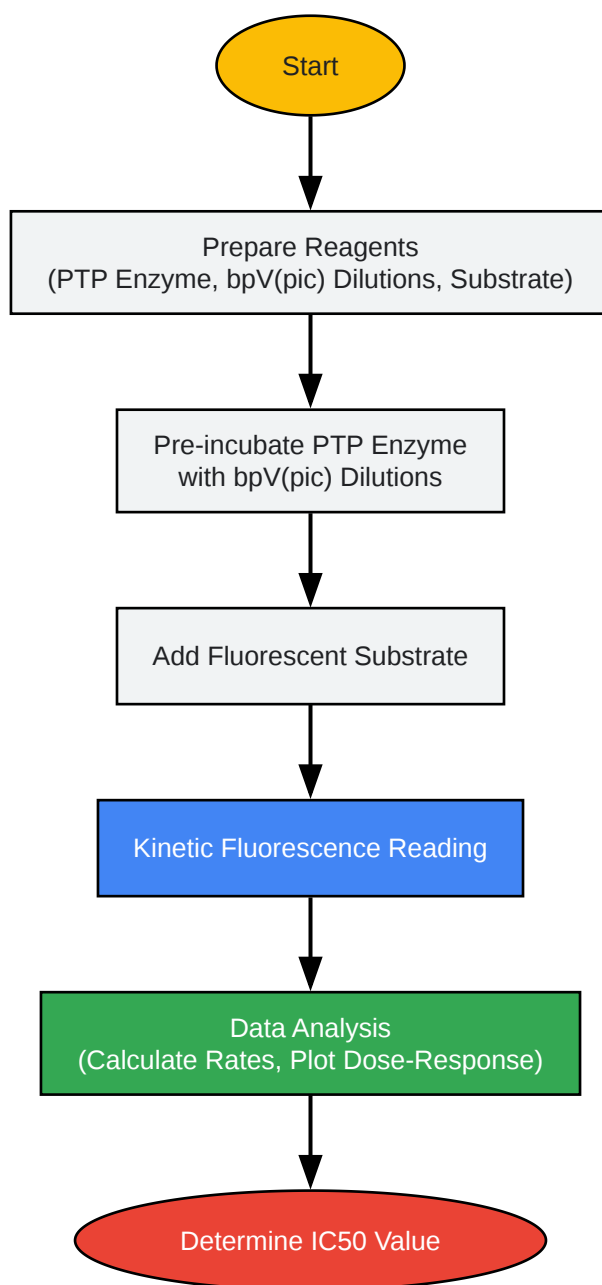 Start
Prepare Reagents
(PTP Enzyme, bpV(pic) Dilutions, Substrate)
Pre-incubate PTP Enzyme
with bpV(pic) Dilutions
Add Fluorescent Substrate
Kinetic Fluorescence Reading
Data Analysis
(Calculate Rates, Plot Dose-Response)
Determine IC50 Value